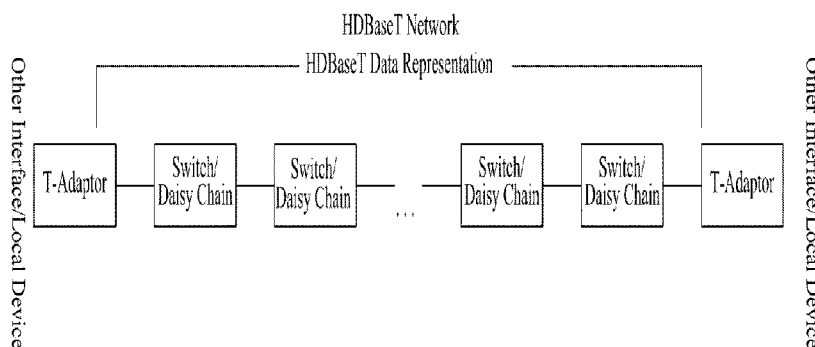 HDBaseT Network
HDBaseT Data Representation
Other Interface/Local Device
T-Adaptor
Switch/
Daisy Chain
Switch/
Daisy Chain
...
Switch/
Daisy Chain
Switch/
Daisy Chain
T-Adaptor
Other Interface/Local Device